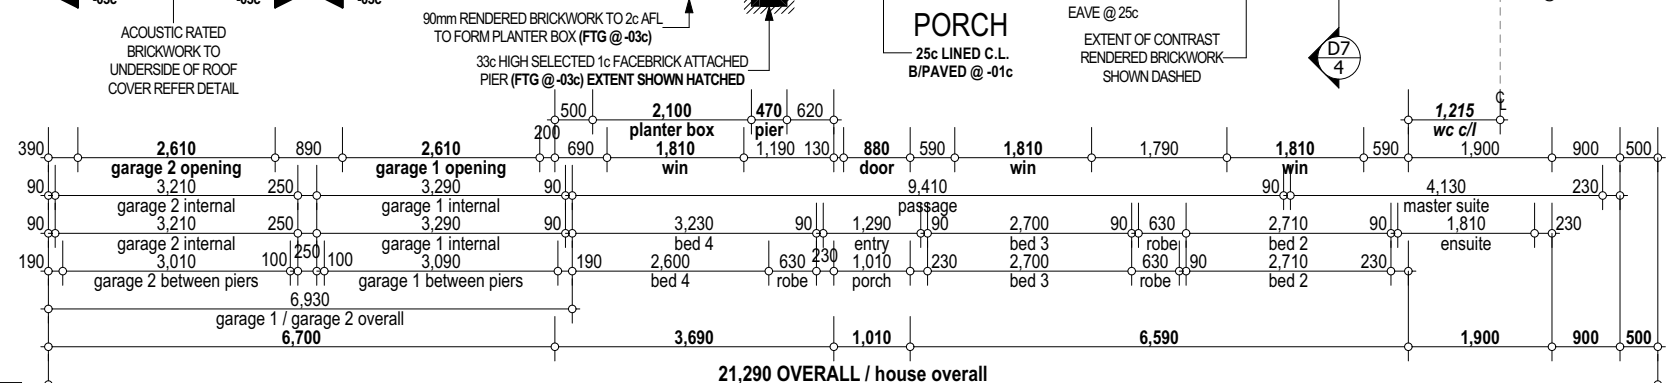 -03c
-03c
-03c
ACOUSTIC RATED
BRICKWORK TO
UNDERSIDE OF ROOF
COVER REFER DETAIL
90mm RENDERED BRICKWORK TO 2c AFL
TO FORM PLANTER BOX (FTG @ -03c)
33c HIGH SELECTED 1c FACEBRICK ATTACHED
PIER (FTG @ -03c) EXTENT SHOWN HATCHED
PORCH
25c LINED C.L.
B/PAVED @ -01c
EAVE @ 25c
EXTENT OF CONTRAST
RENDERED BRICKWORK
SHOWN DASHED
D7
4
500 2,100 470 620 1,215 CL
planter box pier wc c/l
390 2,610 890 2,610 200 690 1,810 1,190 130 880 590 1,810 1,790 1,810 590 1,900 900 500
garage 2 opening garage 1 opening win door win win
90 3,210 250 3,290 90 9,410 90 4,130 230
garage 2 internal garage 1 internal passage master suite
90 3,210 250 3,290 90 3,230 90 1,290 90 2,700 90 630 2,710 90 1,810 230
garage 2 internal garage 1 internal bed 4 entry bed 3 robe bed 2 ensuite
190 3,010 100 250 100 3,090 190 2,600 630 230 1,010 230 2,700 630 90 2,710 230
garage 2 between piers garage 1 between piers bed 4 robe porch bed 3 robe bed 2
6,930
garage 1 / garage 2 overall
6,700 3,690 1,010 6,590 1,900 900 500
21,290 OVERALL / house overall